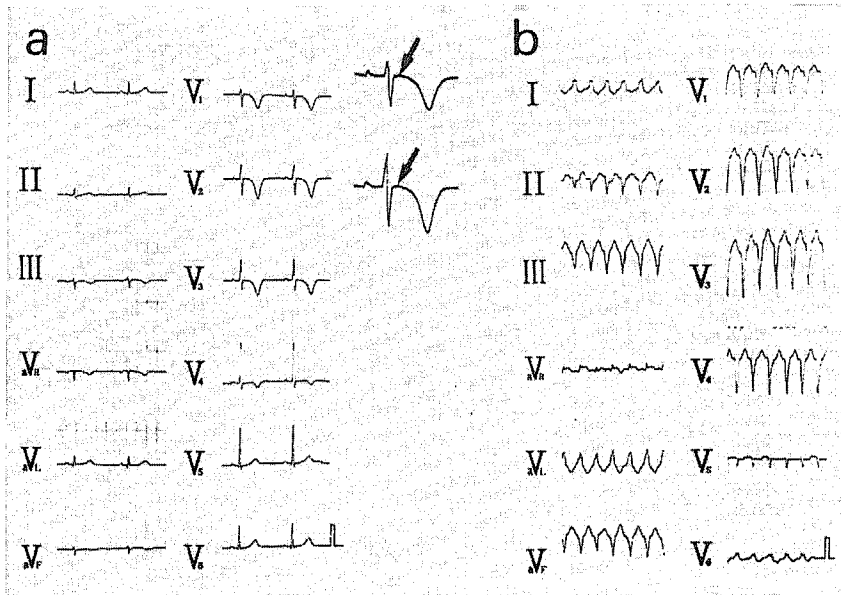 a
I V₁
II V₂
III V₃
aVR V₄
aVL V₅
aVF V₆
b
I V₁
II V₂
III V₃
aVR V₄
aVL V₅
aVF V₆